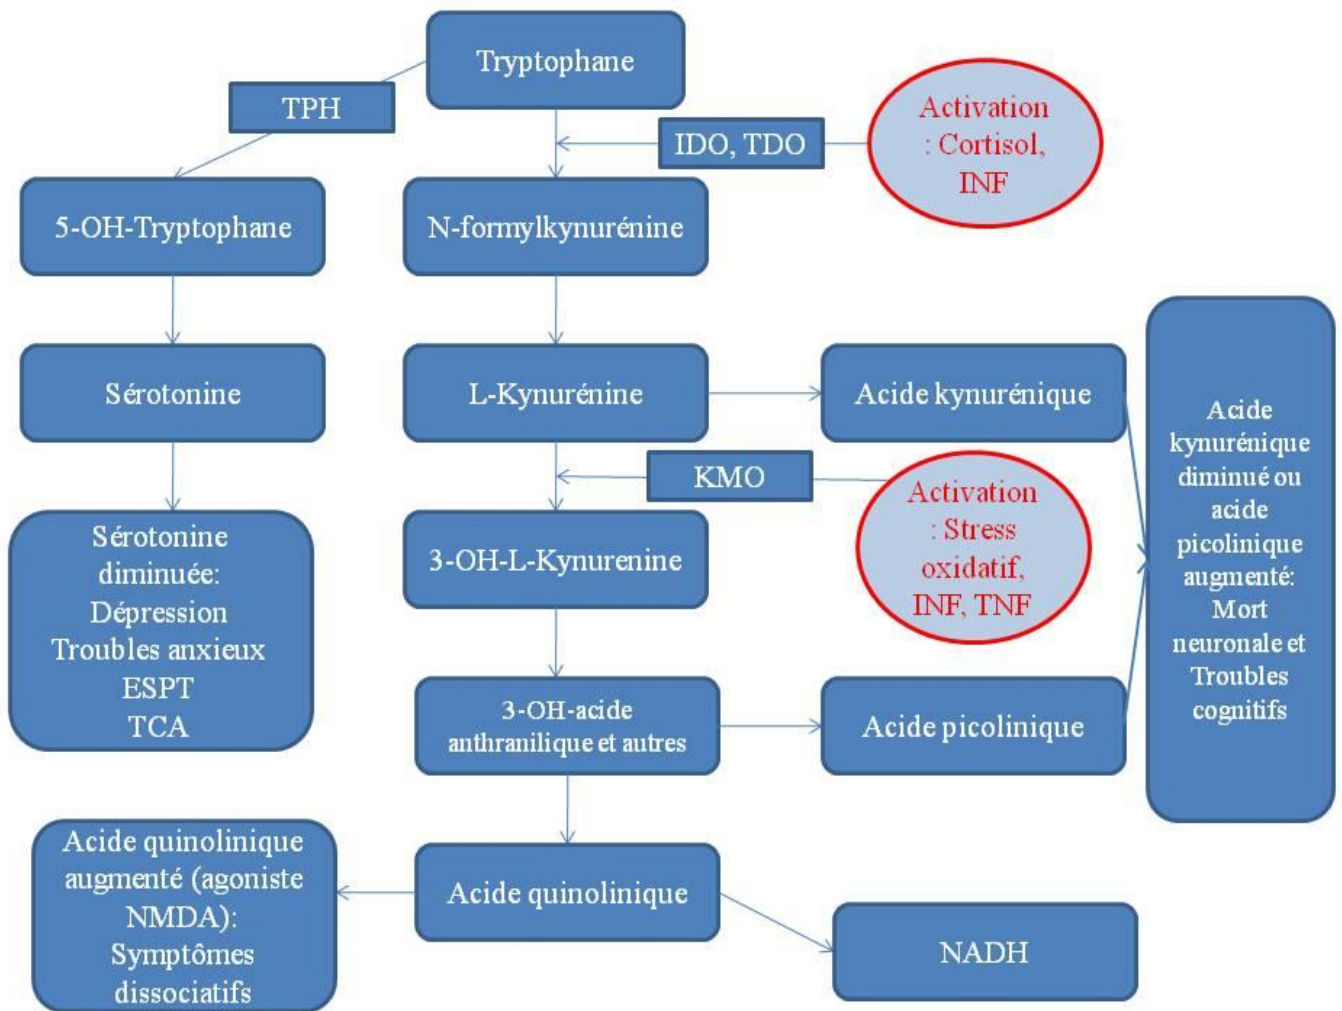 Tryptophane
TPH
IDO, TDO
Activation
: Cortisol,
INF
5-OH-Tryptophane
N-formylkynurénine
Sérotonine
L-Kynurénine
Acide kynurénique
KMO
Activation
: Stress
oxidatif,
INF, TNF
Acide
kynurénique
diminué ou
acide
picolinique
augmenté:
Mort
neuronale et
Troubles
cognitifs
Sérotonine
diminuée:
Dépression
Troubles anxieux
ESPT
TCA
3-OH-L-Kynurenine
3-OH-acide
anthranilique et autres
Acide picolinique
Acide quinolinique
augmenté (agoniste
NMDA):
Symptômes
dissociatifs
Acide quinolinique
NADH